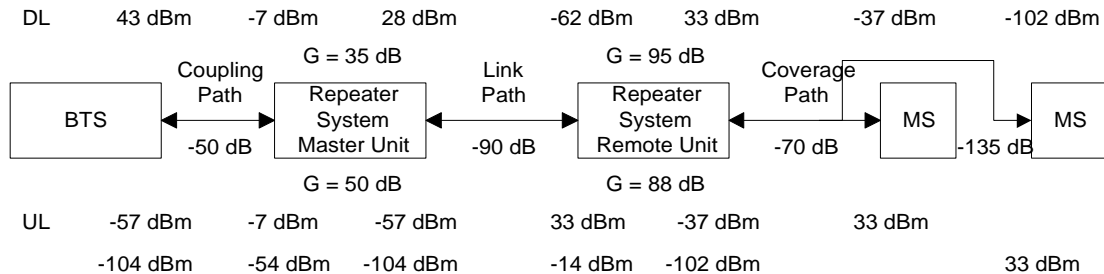 DL 43 dBm -7 dBm 28 dBm -62 dBm 33 dBm -37 dBm -102 dBm
G = 35 dB G = 95 dB
BTS
Coupling
Path
-50 dB
Repeater
System
Master Unit
Link
Path
-90 dB
Repeater
System
Remote Unit
Coverage
Path
-70 dB
MS
-135 dB
MS
G = 50 dB G = 88 dB
UL -57 dBm -7 dBm -57 dBm 33 dBm -37 dBm 33 dBm
-104 dBm -54 dBm -104 dBm -14 dBm -102 dBm 33 dBm